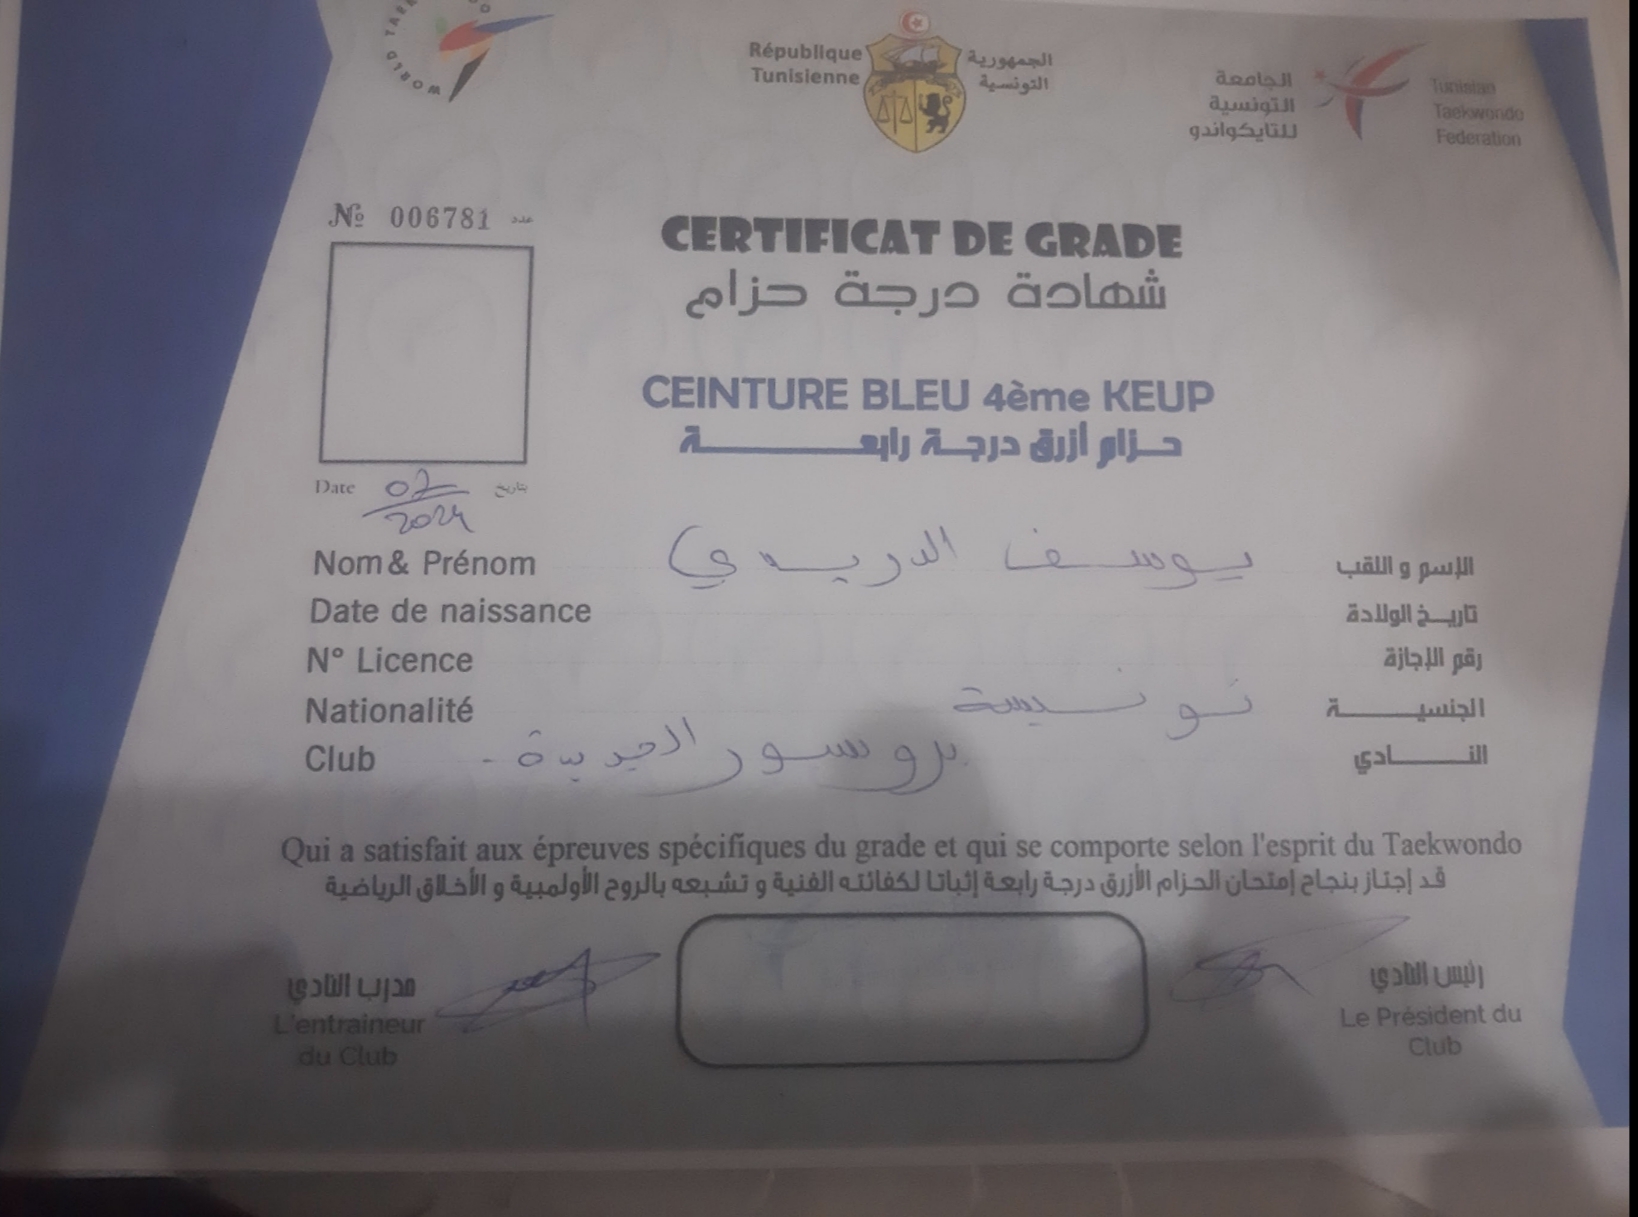 WORLD
République الجمهورية
Tunisienne التونسية
الجامعة
التونسية
للتايكواندو
Tunisian
Taekwondo
Federation
№ 006781 عدد
CERTIFICAT DE GRADE
شهادة درجة حزام
CEINTURE BLEU 4ème KEUP
حزام أزرق درجة رابعة
Date 07/2024 بتاريخ
Nom & Prénom يوسف الدريدي الإسم و اللقب
Date de naissance تاريخ الولادة
N° Licence رقم الإجازة
Nationalité تونسية الجنسية
Club الجديدة النادي
Qui a satisfait aux épreuves spécifiques du grade et qui se comporte selon l'esprit du Taekwondo
قد إجتاز بنجاح إمتحان الحزام الأزرق درجة رابعة إثباتا لكفائته الفنية و تشبعه بالروح الأولمبية و الأخلاق الرياضية
مدرب النادي
L'entraineur
du Club
رئيس النادي
Le Président du
Club